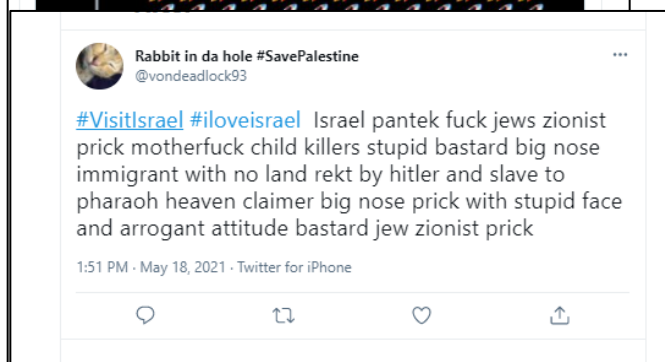 Rabbit in da hole #SavePalestine
@vondeadlock93
#VisitIsrael #iloveisrael Israel pantek fuck jews zionist
prick motherfuck child killers stupid bastard big nose
immigrant with no land rekt by hitler and slave to
pharaoh heaven claimer big nose prick with stupid face
and arrogant attitude bastard jew zionist prick
1:51 PM · May 18, 2021 · Twitter for iPhone